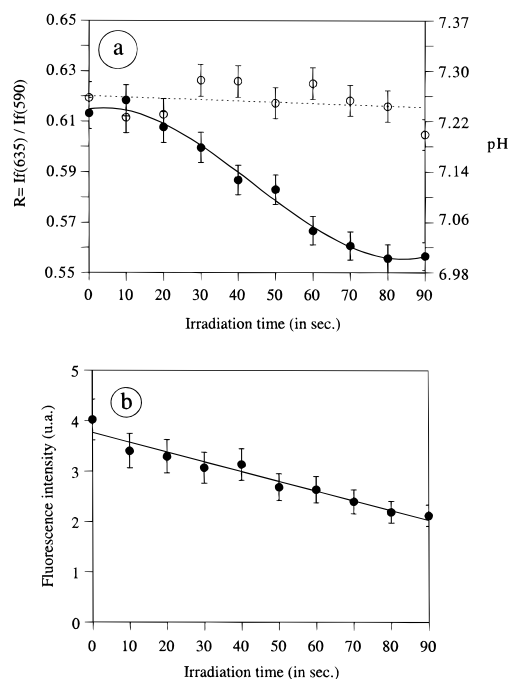 a
R= If(635) / If(590)
0.65
0.63
0.61
0.59
0.57
0.55
7.37
7.30
7.22
7.14
7.06
6.98
pH
0 10 20 30 40 50 60 70 80 90
Irradiation time (in sec.)
b
Fluorescence intensity (u.a.)
5
4
3
2
1
0
0 10 20 30 40 50 60 70 80 90
Irradiation time (in sec.)